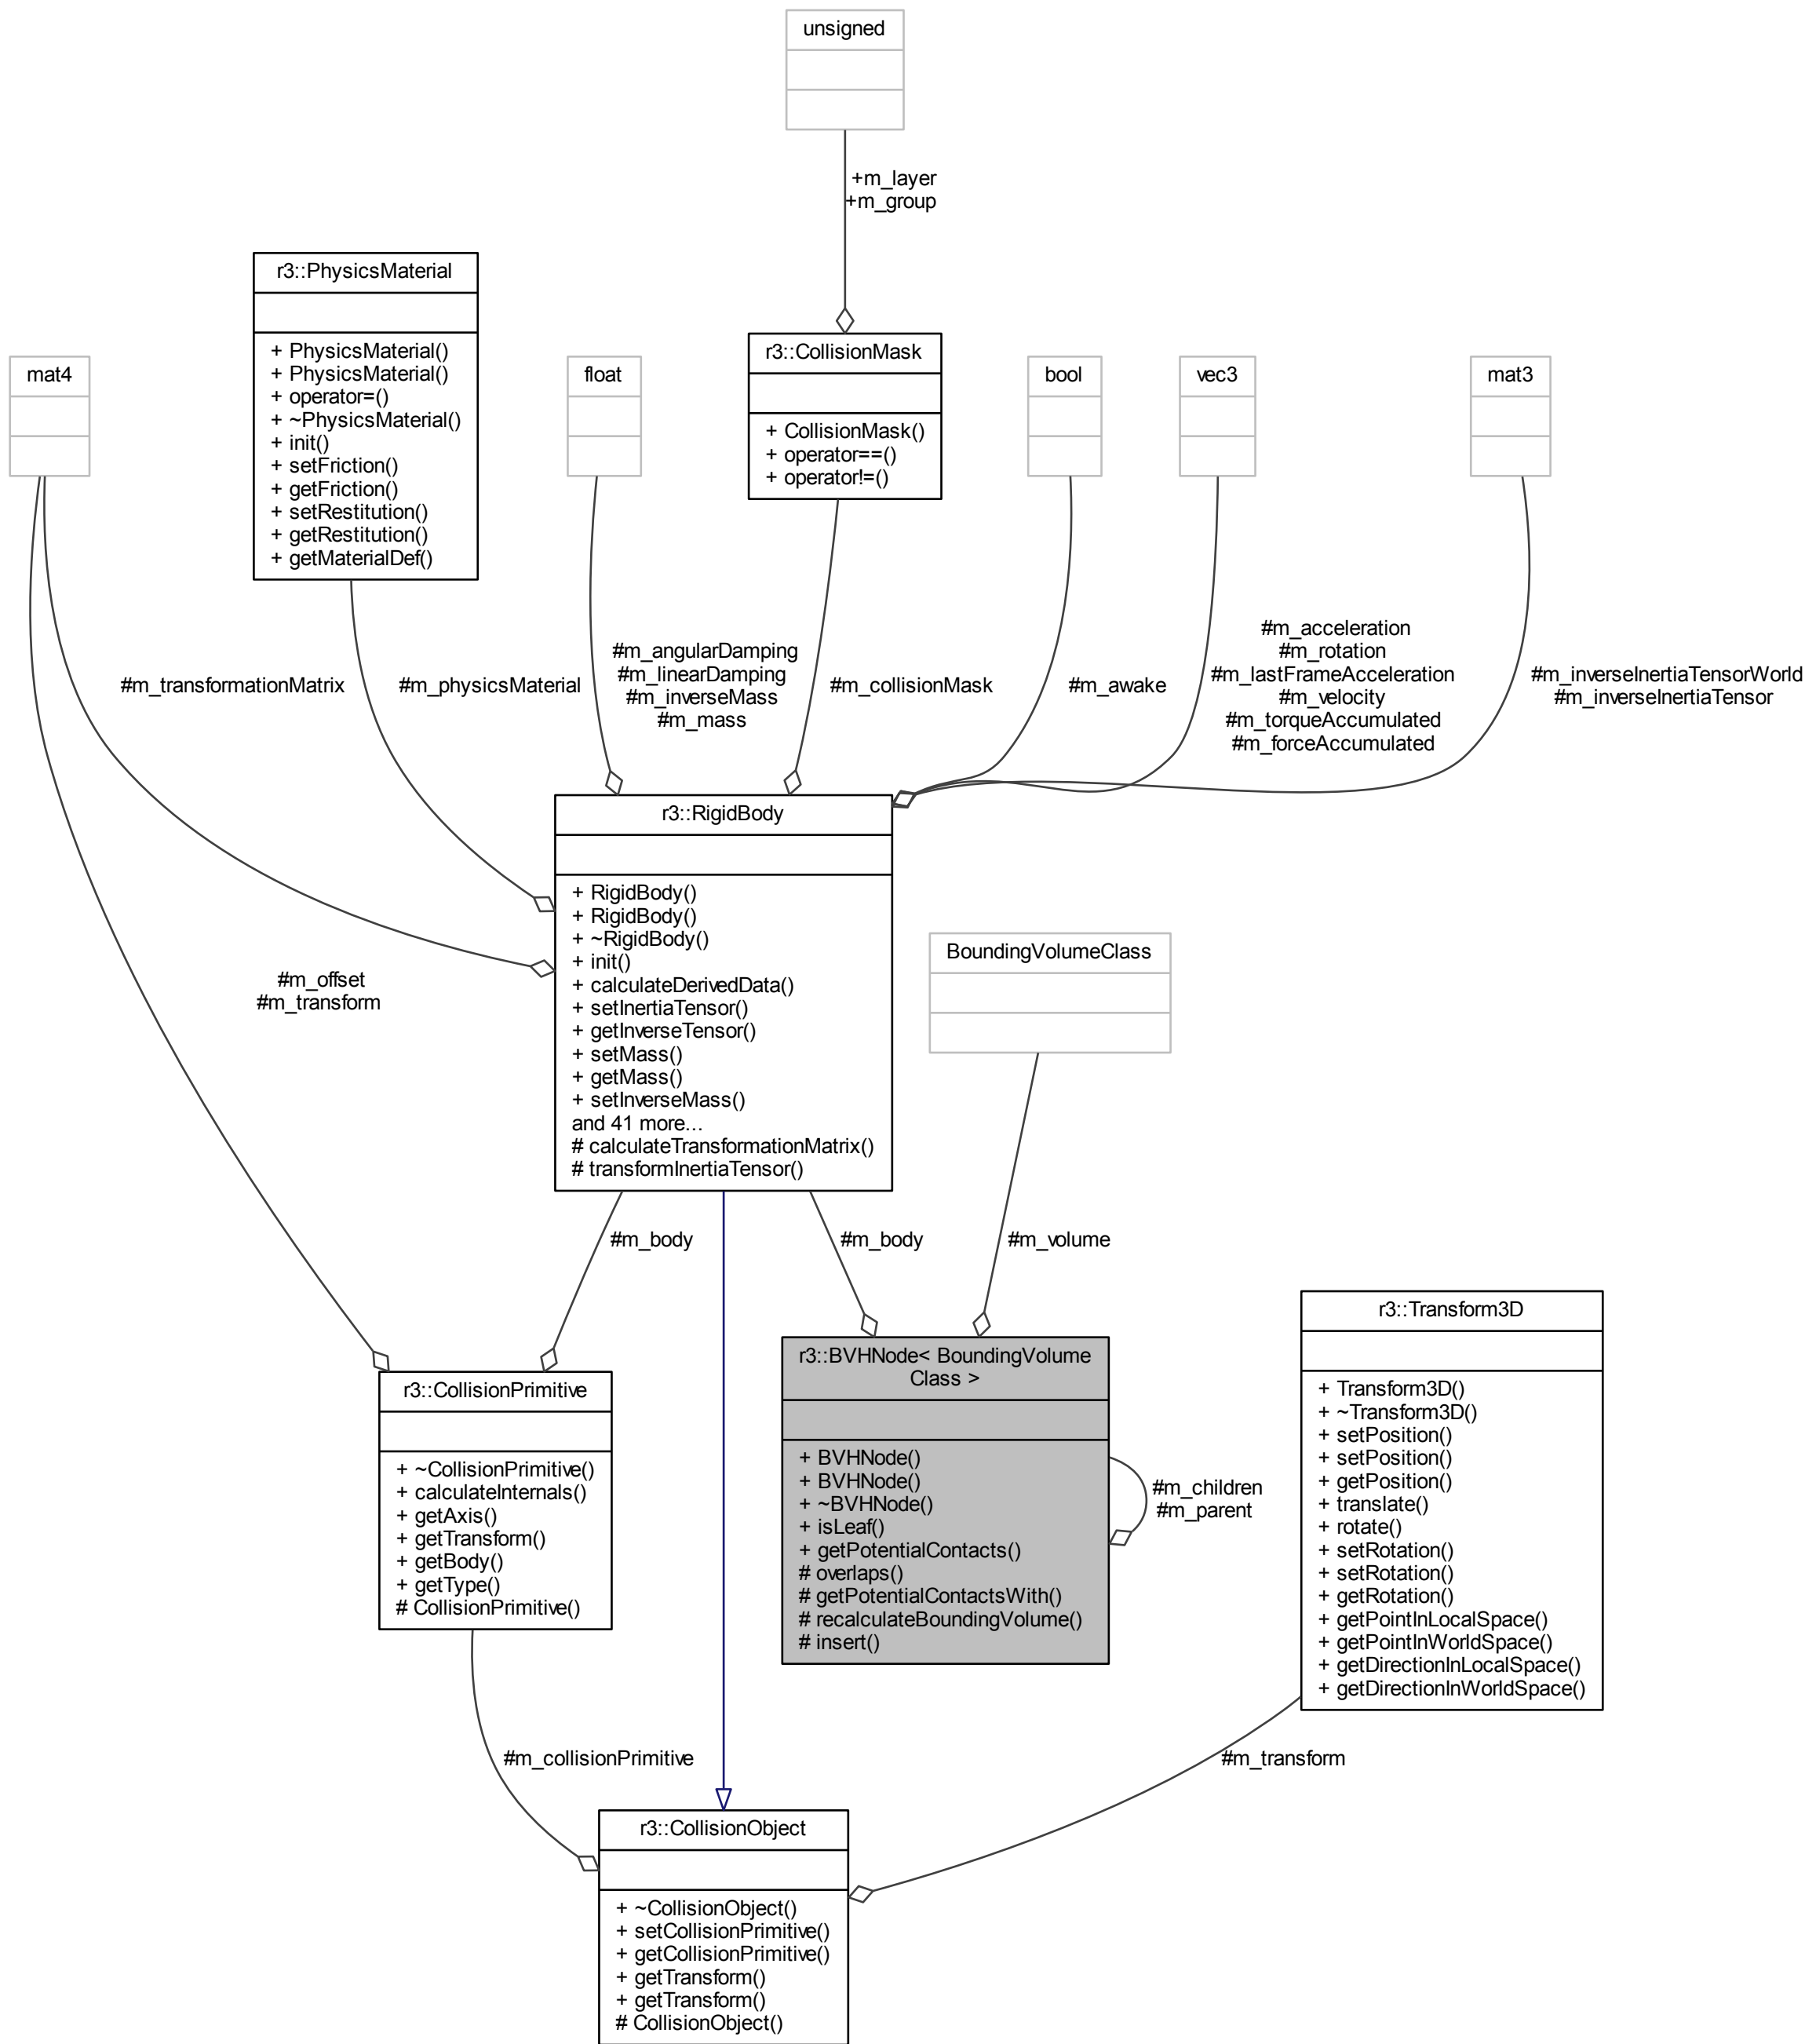 unsigned
+m_layer
+m_group
r3::PhysicsMaterial
+ PhysicsMaterial()
+ PhysicsMaterial()
+ operator=()
+ ~PhysicsMaterial()
+ init()
+ setFriction()
+ getFriction()
+ setRestitution()
+ getRestitution()
+ getMaterialDef()
r3::CollisionMask
+ CollisionMask()
+ operator==()
+ operator!=()
mat4
float
bool
vec3
mat3
#m_transformationMatrix
#m_physicsMaterial
#m_angularDamping
#m_linearDamping
#m_inverseMass
#m_mass
#m_collisionMask
#m_awake
#m_acceleration
#m_rotation
#m_lastFrameAcceleration
#m_velocity
#m_torqueAccumulated
#m_forceAccumulated
#m_inverseInertiaTensorWorld
#m_inverseInertiaTensor
r3::RigidBody
+ RigidBody()
+ RigidBody()
+ ~RigidBody()
+ init()
+ calculateDerivedData()
+ setInertiaTensor()
+ getInverseTensor()
+ setMass()
+ getMass()
+ setInverseMass()
and 41 more...
# calculateTransformationMatrix()
# transformInertiaTensor()
#m_offset
#m_transform
BoundingVolumeClass
#m_body
#m_body
#m_volume
r3::CollisionPrimitive
+ ~CollisionPrimitive()
+ calculateInternals()
+ getAxis()
+ getTransform()
+ getBody()
+ getType()
# CollisionPrimitive()
r3::BVHNode< BoundingVolume
Class >
+ BVHNode()
+ BVHNode()
+ ~BVHNode()
+ isLeaf()
+ getPotentialContacts()
# overlaps()
# getPotentialContactsWith()
# recalculateBoundingVolume()
# insert()
#m_children
#m_parent
r3::Transform3D
+ Transform3D()
+ ~Transform3D()
+ setPosition()
+ setPosition()
+ getPosition()
+ translate()
+ rotate()
+ setRotation()
+ setRotation()
+ getRotation()
+ getPointInLocalSpace()
+ getPointInWorldSpace()
+ getDirectionInLocalSpace()
+ getDirectionInWorldSpace()
#m_collisionPrimitive
#m_transform
r3::CollisionObject
+ ~CollisionObject()
+ setCollisionPrimitive()
+ getCollisionPrimitive()
+ getTransform()
+ getTransform()
# CollisionObject()